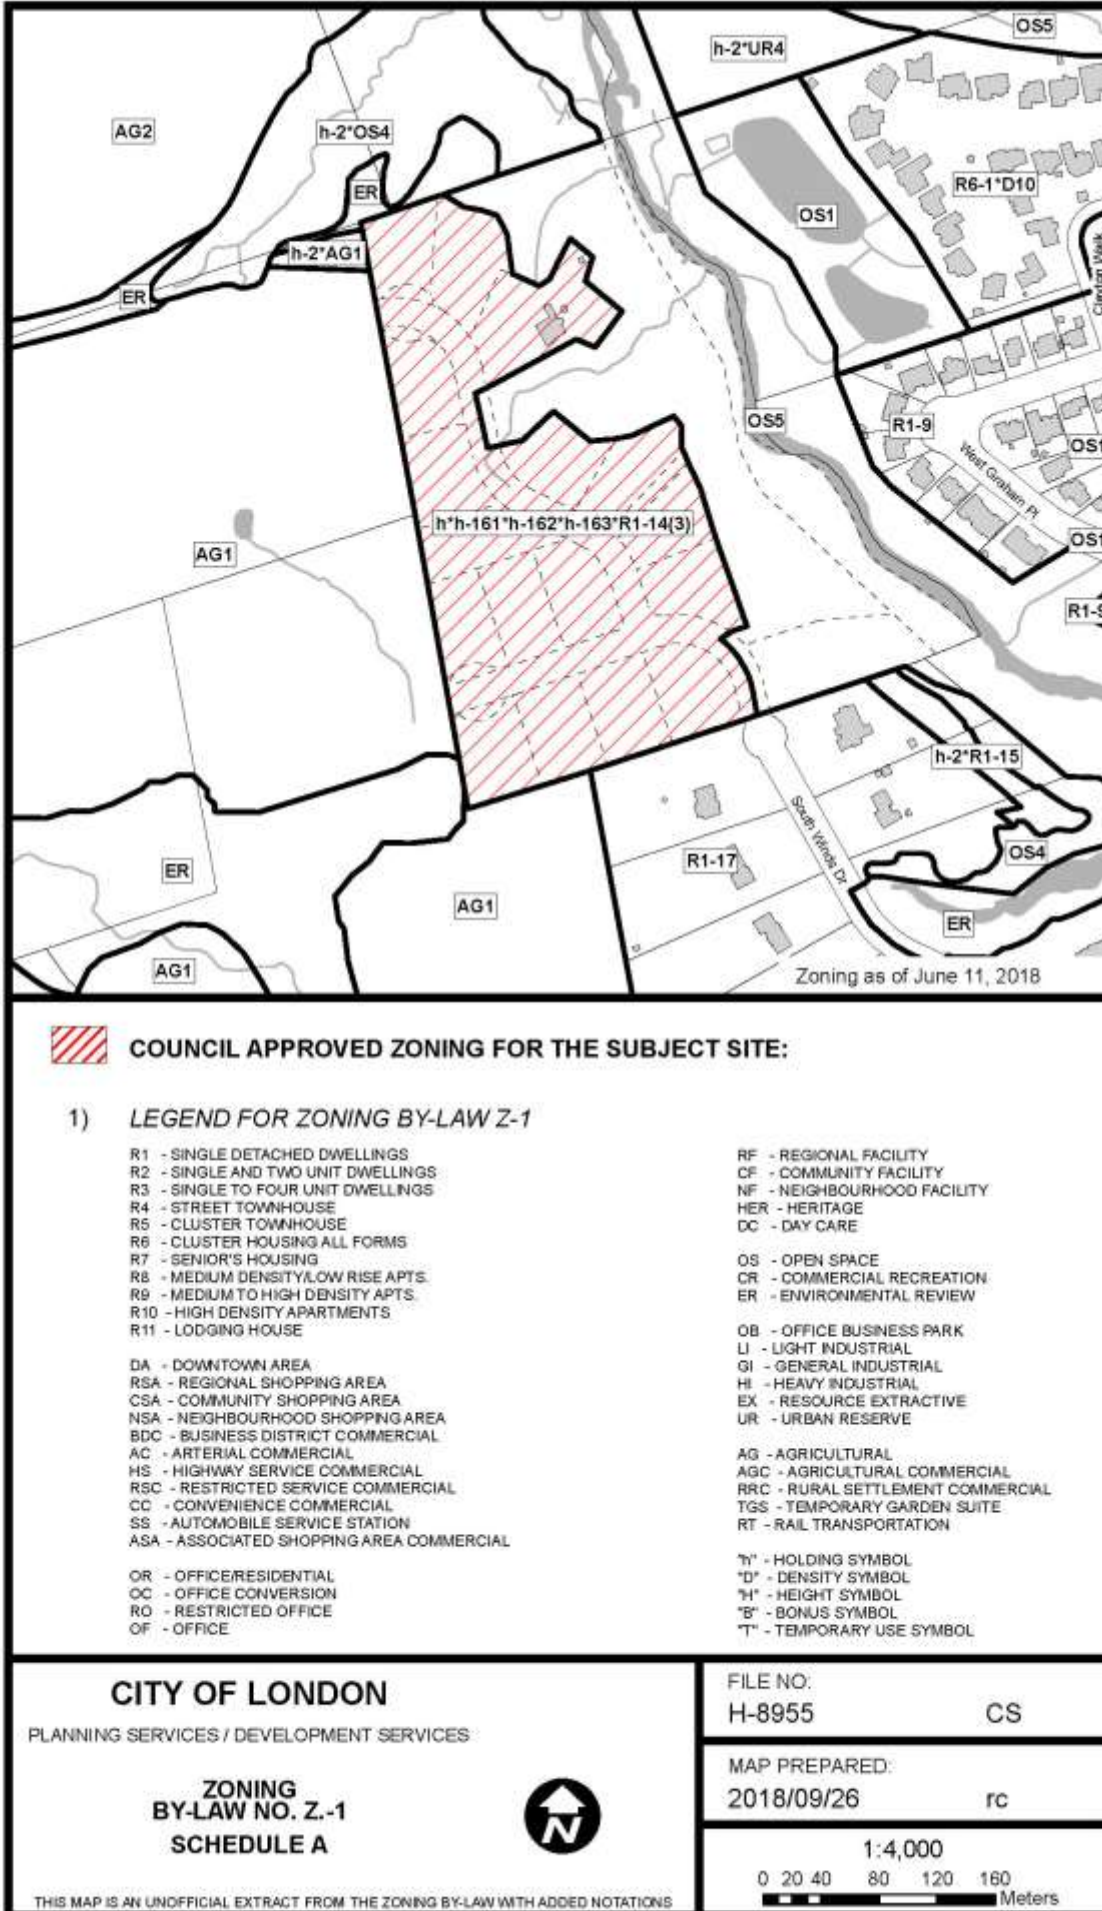 OS5
h-2*UR4
AG2
h-2*OS4
ER
R6-1*D10
OS1
h-2*AG1
Clayton Walk
ER
OS5
R1-9
OS1
West Graham Pl
h*h-161*h-162*h-163*R1-14(3)
AG1
OS1
R1-9
h-2*R1-15
South Winds Dr
OS4
R1-17
ER
AG1
ER
AG1
Zoning as of June 11, 2018
COUNCIL APPROVED ZONING FOR THE SUBJECT SITE:
1) LEGEND FOR ZONING BY-LAW Z-1
R1 - SINGLE DETACHED DWELLINGS
R2 - SINGLE AND TWO UNIT DWELLINGS
R3 - SINGLE TO FOUR UNIT DWELLINGS
R4 - STREET TOWNHOUSE
R5 - CLUSTER TOWNHOUSE
R6 - CLUSTER HOUSING ALL FORMS
R7 - SENIOR'S HOUSING
R8 - MEDIUM DENSITY/LOW RISE APTS.
R9 - MEDIUM TO HIGH DENSITY APTS.
R10 - HIGH DENSITY APARTMENTS
R11 - LODGING HOUSE
DA - DOWNTOWN AREA
RSA - REGIONAL SHOPPING AREA
CSA - COMMUNITY SHOPPING AREA
NSA - NEIGHBOURHOOD SHOPPING AREA
BDC - BUSINESS DISTRICT COMMERCIAL
AC - ARTERIAL COMMERCIAL
HS - HIGHWAY SERVICE COMMERCIAL
RSC - RESTRICTED SERVICE COMMERCIAL
CC - CONVENIENCE COMMERCIAL
SS - AUTOMOBILE SERVICE STATION
ASA - ASSOCIATED SHOPPING AREA COMMERCIAL
OR - OFFICE/RESIDENTIAL
OC - OFFICE CONVERSION
RO - RESTRICTED OFFICE
OF - OFFICE
RF - REGIONAL FACILITY
CF - COMMUNITY FACILITY
NF - NEIGHBOURHOOD FACILITY
HER - HERITAGE
DC - DAY CARE
OS - OPEN SPACE
CR - COMMERCIAL RECREATION
ER - ENVIRONMENTAL REVIEW
OB - OFFICE BUSINESS PARK
LI - LIGHT INDUSTRIAL
GI - GENERAL INDUSTRIAL
HI - HEAVY INDUSTRIAL
EX - RESOURCE EXTRACTIVE
UR - URBAN RESERVE
AG - AGRICULTURAL
AGC - AGRICULTURAL COMMERCIAL
RRC - RURAL SETTLEMENT COMMERCIAL
TGS - TEMPORARY GARDEN SUITE
RT - RAIL TRANSPORTATION
"h" - HOLDING SYMBOL
"D" - DENSITY SYMBOL
"H" - HEIGHT SYMBOL
"B" - BONUS SYMBOL
"T" - TEMPORARY USE SYMBOL
CITY OF LONDON
PLANNING SERVICES / DEVELOPMENT SERVICES
ZONING
BY-LAW NO. Z.-1
SCHEDULE A
N
THIS MAP IS AN UNOFFICIAL EXTRACT FROM THE ZONING BY-LAW WITH ADDED NOTATIONS
FILE NO:
H-8955 CS
MAP PREPARED:
2018/09/26 rc
1:4,000
0 20 40 80 120 160
Meters